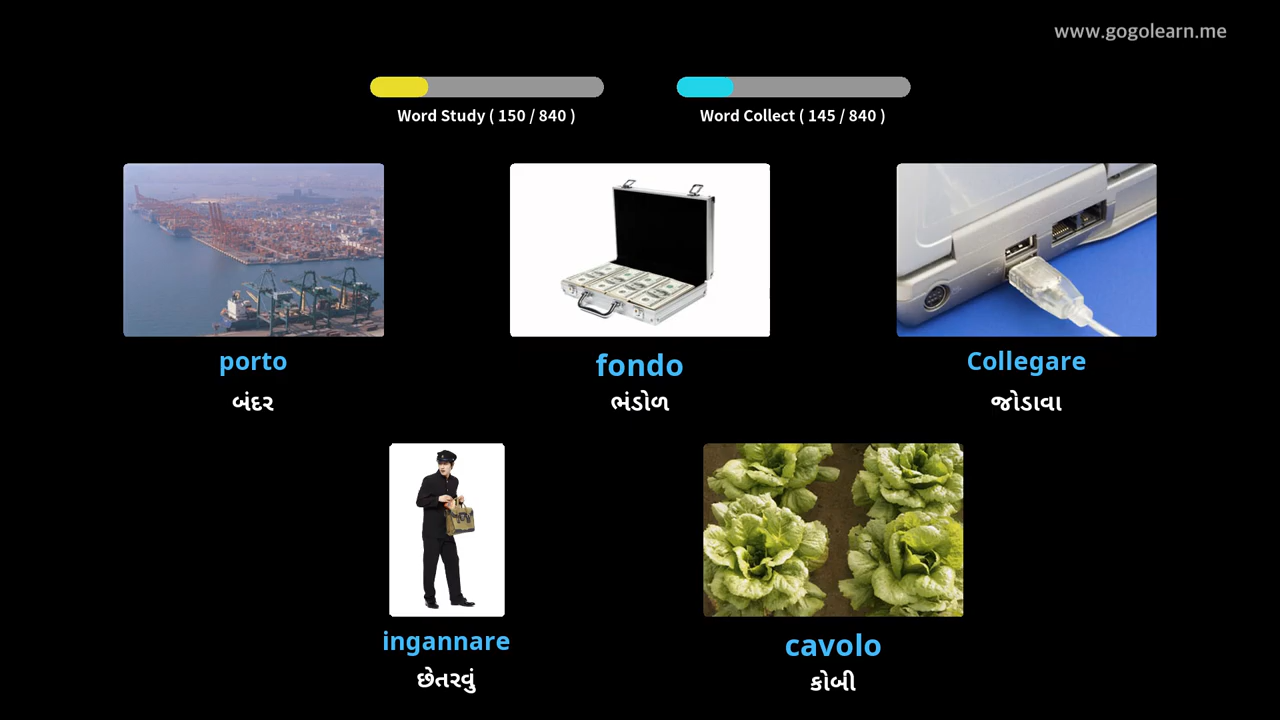 www.gogolearn.me
Word Study ( 150 / 840 )
Word Collect ( 145 / 840 )
porto
fondo
Collegare
બંદર
ભંડોળ
જોડાવા
ingannare
cavolo
છેતરવું
કોબી